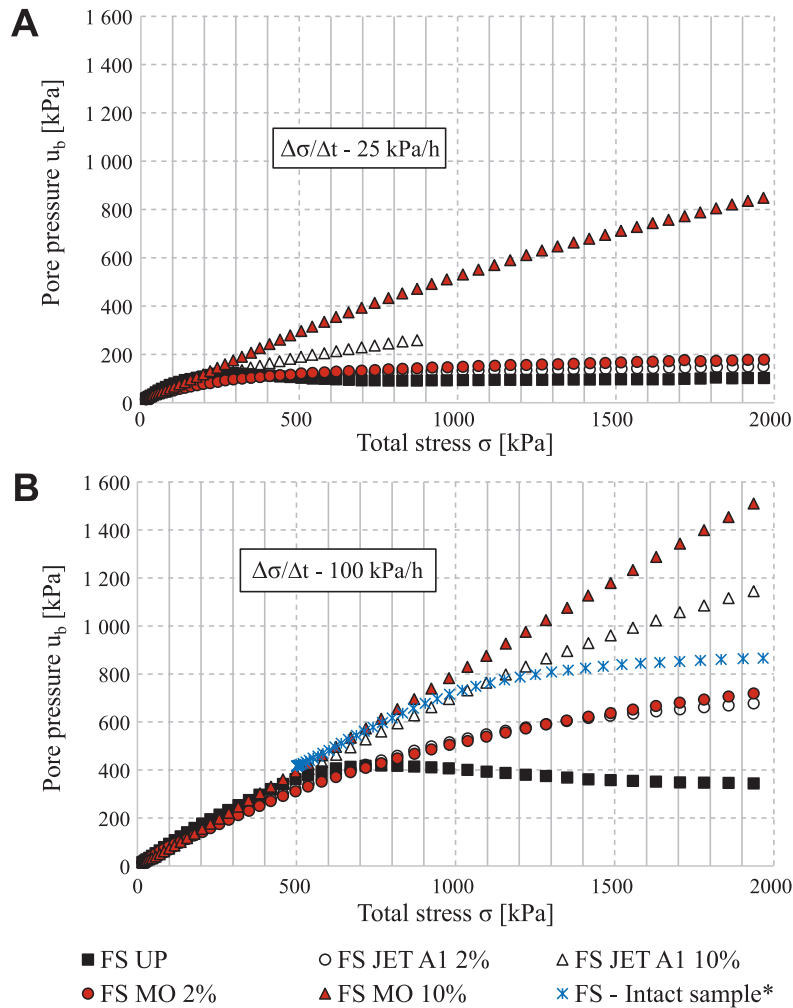 A
1 600
1 400
1 200
1 000
800
600
400
200
0
Pore pressure u_b [kPa]
Δσ/Δt - 25 kPa/h
500 1000 1500 2000
Total stress σ [kPa]
B
1 600
1 400
1 200
1 000
800
600
400
200
0
Pore pressure u_b [kPa]
Δσ/Δt - 100 kPa/h
0 500 1000 1500 2000
Total stress σ [kPa]
FS UP FS JET A1 2% FS JET A1 10%
FS MO 2% FS MO 10% FS - Intact sample*